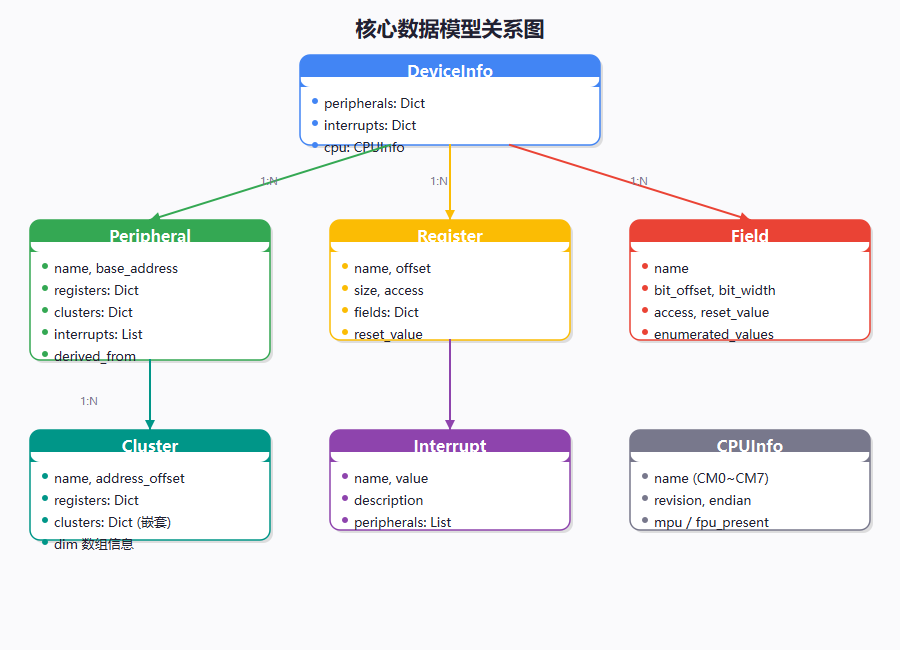 核心数据模型关系图
DeviceInfo
peripherals: Dict
interrupts: Dict
cpu: CPUInfo
1:N
1:N
1:N
Peripheral
name, base_address
registers: Dict
clusters: Dict
interrupts: List
derived_from
Register
name, offset
size, access
fields: Dict
reset_value
Field
name
bit_offset, bit_width
access, reset_value
enumerated_values
1:N
Cluster
name, address_offset
registers: Dict
clusters: Dict (嵌套)
dim 数组信息
Interrupt
name, value
description
peripherals: List
CPUInfo
name (CM0~CM7)
revision, endian
mpu / fpu_present